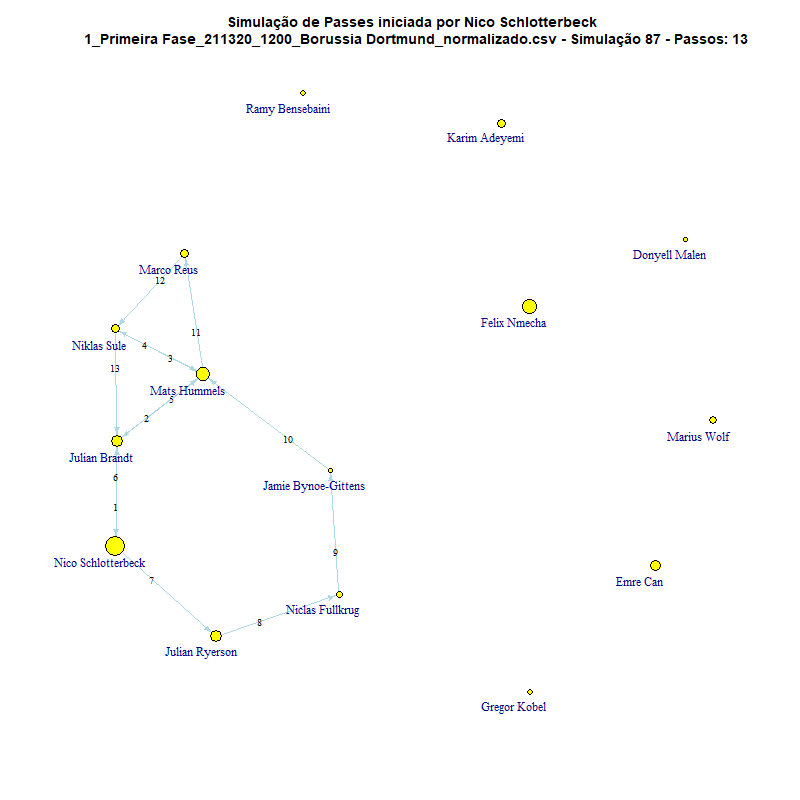 Simulação de Passes iniciada por Nico Schlotterbeck
1_Primeira Fase_211320_1200_Borussia Dortmund_normalizado.csv - Simulação 87 - Passos: 13
Ramy Bensebaini
Karim Adeyemi
Donyell Malen
Marco Reus
12
Felix Nmecha
11
Niklas Sule
4
3
13
Mats Hummels
5
2
Marius Wolf
10
Julian Brandt
6
Jamie Bynoe-Gittens
1
9
Nico Schlotterbeck
7
Emre Can
Niclas Fullkrug
8
Julian Ryerson
Gregor Kobel